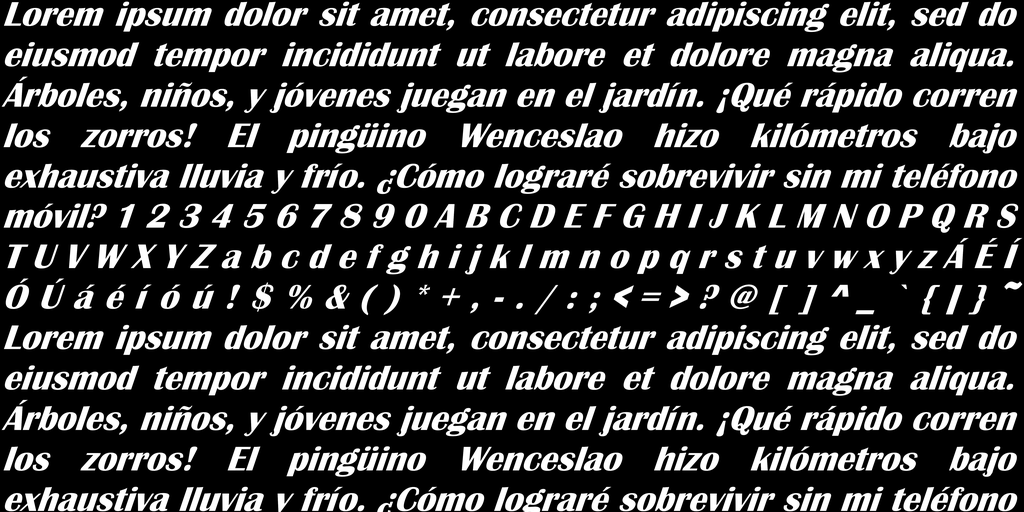 Lorem ipsum dolor sit amet, consectetur adipiscing elit, sed do
eiusmod tempor incididunt ut labore et dolore magna aliqua.
Árboles, niños, y jóvenes juegan en el jardín. ¡Qué rápido corren
los zorros! El pingüino Wenceslao hizo kilómetros bajo
exhaustiva lluvia y frío. ¿Cómo lograré sobrevivir sin mi teléfono
móvil? 1 2 3 4 5 6 7 8 9 0 A B C D E F G H I J K L M N O P Q R S
T U V W X Y Z a b c d e f g h i j k l m n o p q r s t u v w x y z Á É Í
Ó Ú á é í ó ú ! $ % & ( ) * + , - . / : ; < = > ? @ [ ] ^ _ ` { | } ~
Lorem ipsum dolor sit amet, consectetur adipiscing elit, sed do
eiusmod tempor incididunt ut labore et dolore magna aliqua.
Árboles, niños, y jóvenes juegan en el jardín. ¡Qué rápido corren
los zorros! El pingüino Wenceslao hizo kilómetros bajo
exhaustiva lluvia y frío. ¿Cómo lograré sobrevivir sin mi teléfono